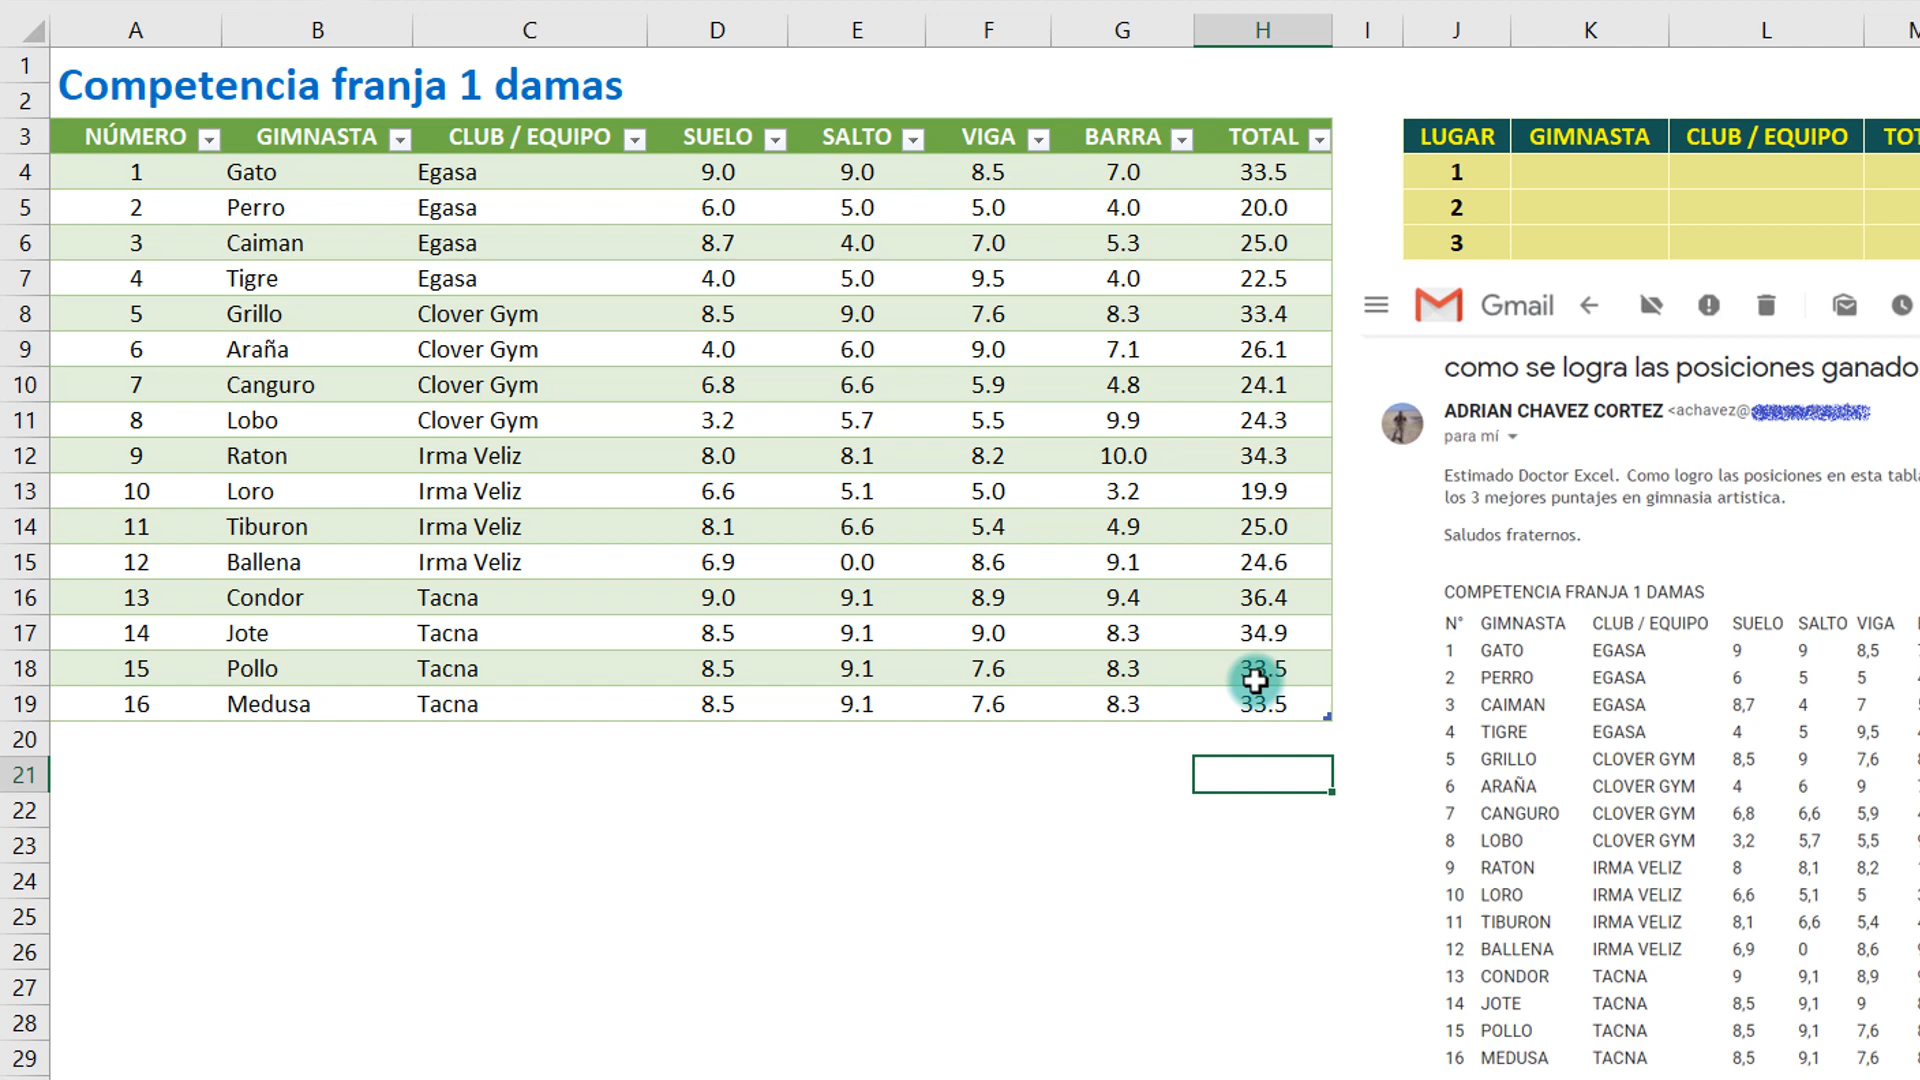 A B C D E F G H I J K L
1
Competencia franja 1 damas
2
3 NÚMERO GIMNASTA CLUB / EQUIPO SUELO SALTO VIGA BARRA TOTAL
4 1 Gato Egasa 9.0 9.0 8.5 7.0 33.5
5 2 Perro Egasa 6.0 5.0 5.0 4.0 20.0
6 3 Caiman Egasa 8.7 4.0 7.0 5.3 25.0
7 4 Tigre Egasa 4.0 5.0 9.5 4.0 22.5
8 5 Grillo Clover Gym 8.5 9.0 7.6 8.3 33.4
9 6 Araña Clover Gym 4.0 6.0 9.0 7.1 26.1
10 7 Canguro Clover Gym 6.8 6.6 5.9 4.8 24.1
11 8 Lobo Clover Gym 3.2 5.7 5.5 9.9 24.3
12 9 Raton Irma Veliz 8.0 8.1 8.2 10.0 34.3
13 10 Loro Irma Veliz 6.6 5.1 5.0 3.2 19.9
14 11 Tiburon Irma Veliz 8.1 6.6 5.4 4.9 25.0
15 12 Ballena Irma Veliz 6.9 0.0 8.6 9.1 24.6
16 13 Condor Tacna 9.0 9.1 8.9 9.4 36.4
17 14 Jote Tacna 8.5 9.1 9.0 8.3 34.9
18 15 Pollo Tacna 8.5 9.1 7.6 8.3 33.5
19 16 Medusa Tacna 8.5 9.1 7.6 8.3 33.5
20
21
22
23
24
25
26
27
28
29
LUGAR GIMNASTA CLUB / EQUIPO
1
2
3
Gmail
como se logra las posiciones ganado
ADRIAN CHAVEZ CORTEZ <achavez@
para mí
Estimado Doctor Excel. Como logro las posiciones en esta
los 3 mejores puntajes en gimnasia artistica.
Saludos fraternos.
COMPETENCIA FRANJA 1 DAMAS
N° GIMNASTA CLUB / EQUIPO SUELO SALTO VIGA
1 GATO EGASA 9 9 8,5
2 PERRO EGASA 6 5 5
3 CAIMAN EGASA 8,7 4 7
4 TIGRE EGASA 4 5 9,5
5 GRILLO CLOVER GYM 8,5 9 7,6
6 ARAÑA CLOVER GYM 4 6 9
7 CANGURO CLOVER GYM 6,8 6,6 5,9
8 LOBO CLOVER GYM 3,2 5,7 5,5
9 RATON IRMA VELIZ 8 8,1 8,2
10 LORO IRMA VELIZ 6,6 5,1 5
11 TIBURON IRMA VELIZ 8,1 6,6 5,4
12 BALLENA IRMA VELIZ 6,9 0 8,6
13 CONDOR TACNA 9 9,1 8,9
14 JOTE TACNA 8,5 9,1 9
15 POLLO TACNA 8,5 9,1 7,6
16 MEDUSA TACNA 8,5 9,1 7,6